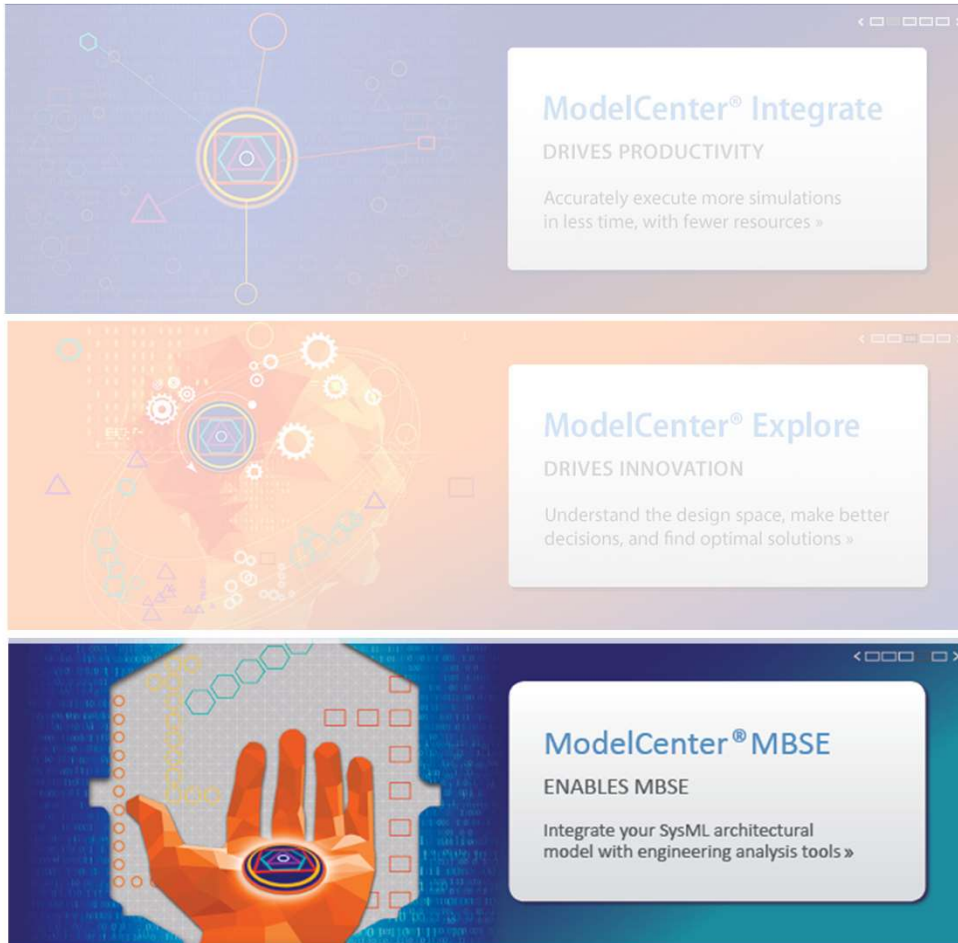 ModelCenter® Integrate
DRIVES PRODUCTIVITY
Accurately execute more simulations
in less time, with fewer resources »
ModelCenter® Explore
DRIVES INNOVATION
Understand the design space, make better
decisions, and find optimal solutions »
ModelCenter®MBSE
ENABLES MBSE
Integrate your SysML architectural
model with engineering analysis tools »